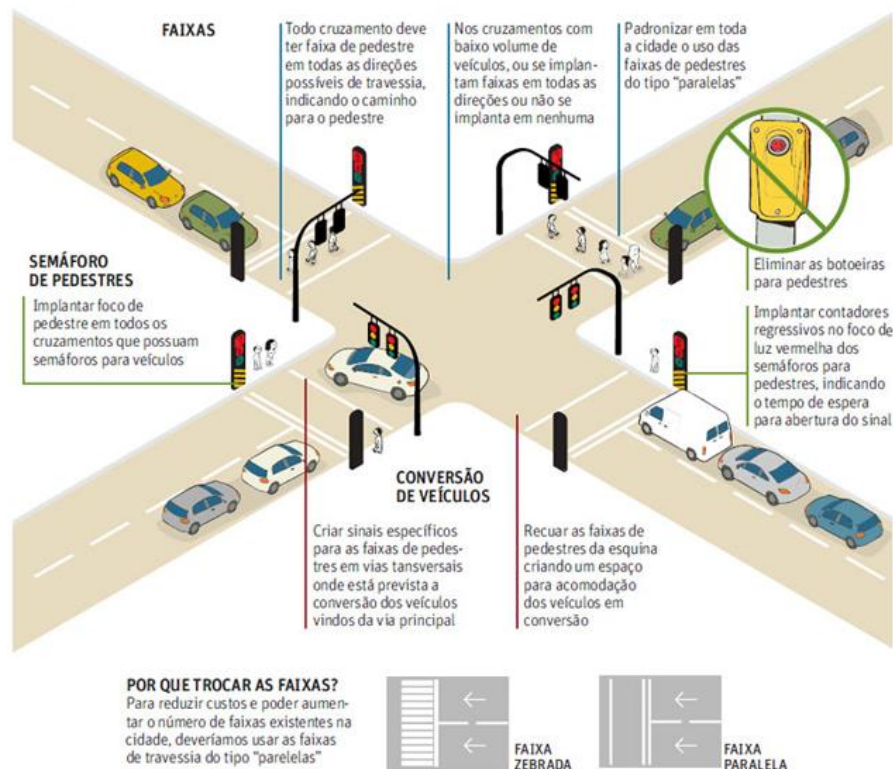 FAIXAS
Todo cruzamento deve
ter faixa de pedestre
em todas as direções
possíveis de travessia,
indicando o caminho
para o pedestre
Nos cruzamentos com
baixo volume de
veículos, ou se implan-
tam faixas em todas as
direções ou não se
implanta em nenhuma
Padronizar em toda
a cidade o uso das
faixas de pedestres
do tipo “paralelas”
Eliminar as botoeiras
para pedestres
SEMÁFORO
DE PEDESTRES
Implantar foco de
pedestre em todos os
cruzamentos que possuam
semáforos para veículos
Implantar contadores
regressivos no foco de
luz vermelha dos
semáforos para
pedestres, indicando
o tempo de espera
para abertura do sinal
CONVERSÃO
DE VEÍCULOS
Criar sinais específicos
para as faixas de pedes-
tres em vias tansversais
onde está prevista a
conversão dos veículos
vindos da via principal
Recuar as faixas de
pedestres da esquina
criando um espaço
para acomodação
dos veículos em
conversão
POR QUE TROCAR AS FAIXAS?
Para reduzir custos e poder aumen-
tar o número de faixas existentes na
cidade, deveríamos usar as faixas
de travessia do tipo “parelelas”
FAIXA
ZEBRADA
FAIXA
PARALELA